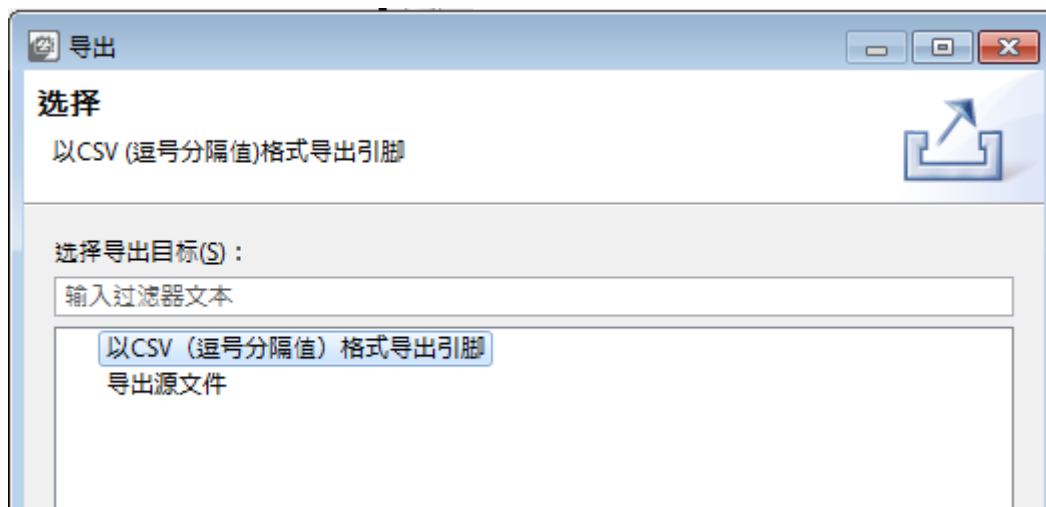 导出
选择
以CSV (逗号分隔值)格式导出引脚
选择导出目标(S)：
输入过滤器文本
以CSV（逗号分隔值）格式导出引脚
导出源文件